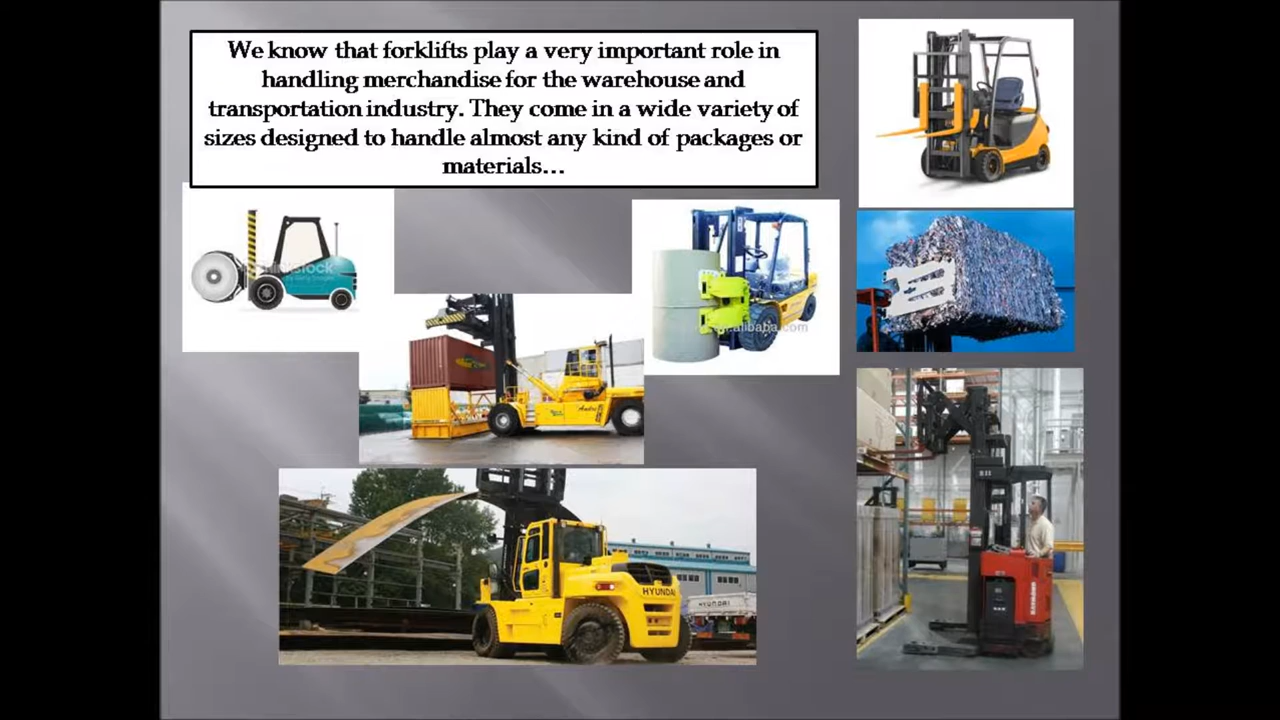 We know that forklifts play a very important role in
handling merchandise for the warehouse and
transportation industry. They come in a wide variety of
sizes designed to handle almost any kind of packages or
materials...
alibaba.com
HYUNDAI
HYUNDAI